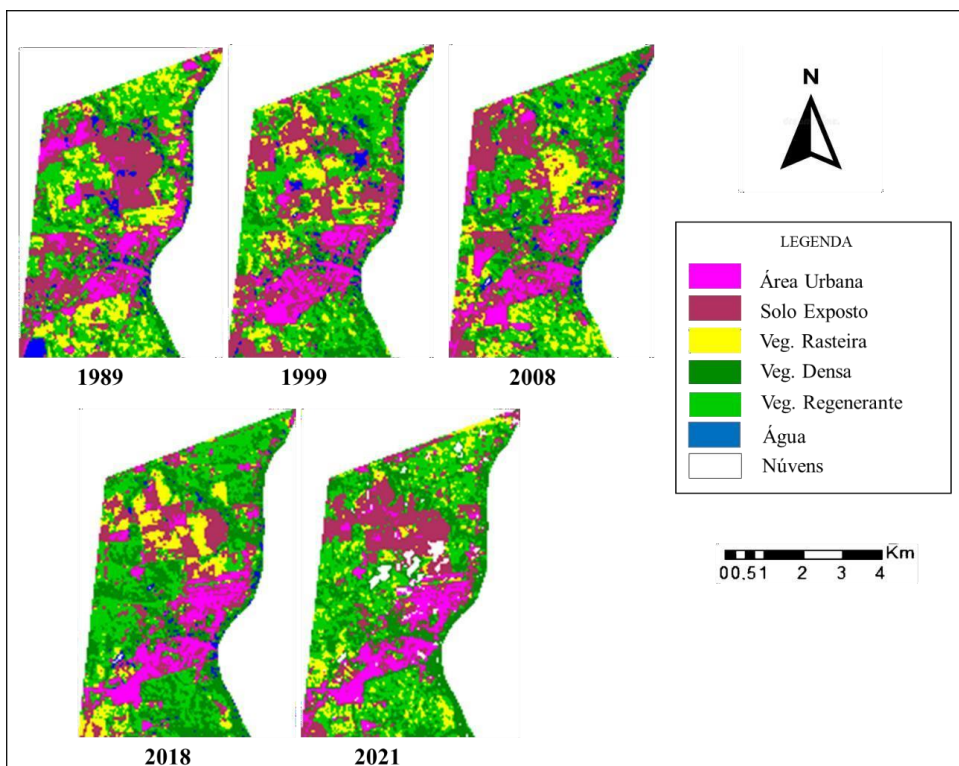 N
1989
1999
2008
LEGENDA
Área Urbana
Solo Exposto
Veg. Rasteira
Veg. Densa
Veg. Regenerante
Água
Núvens
Km
0 0,5 1 2 3 4
2018
2021